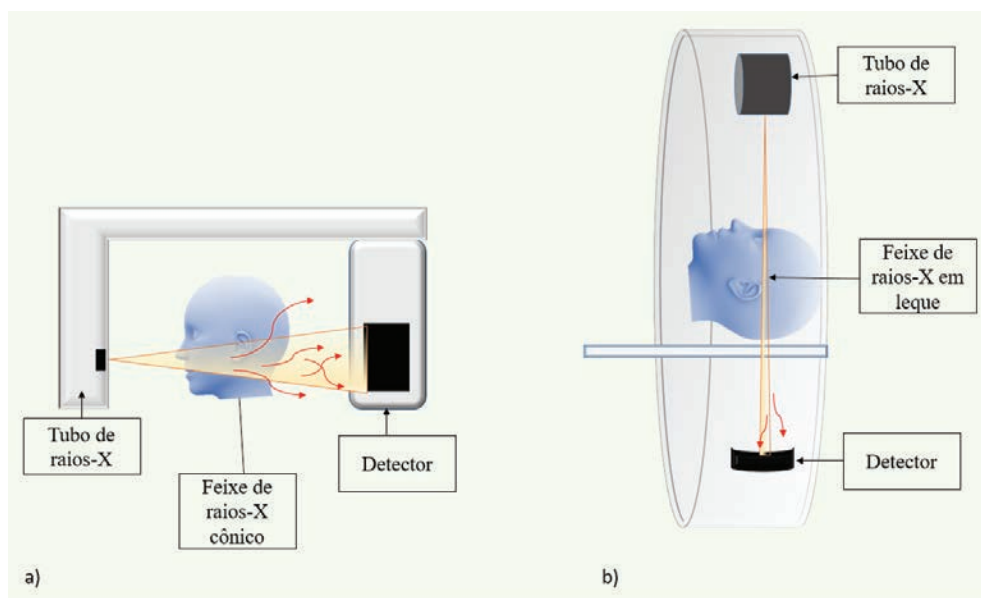 Tubo de
raios-X
Feixe de
raios-X
cônico
Detector
a)
Tubo de
raios-X
Feixe de
raios-X em
leque
Detector
b)